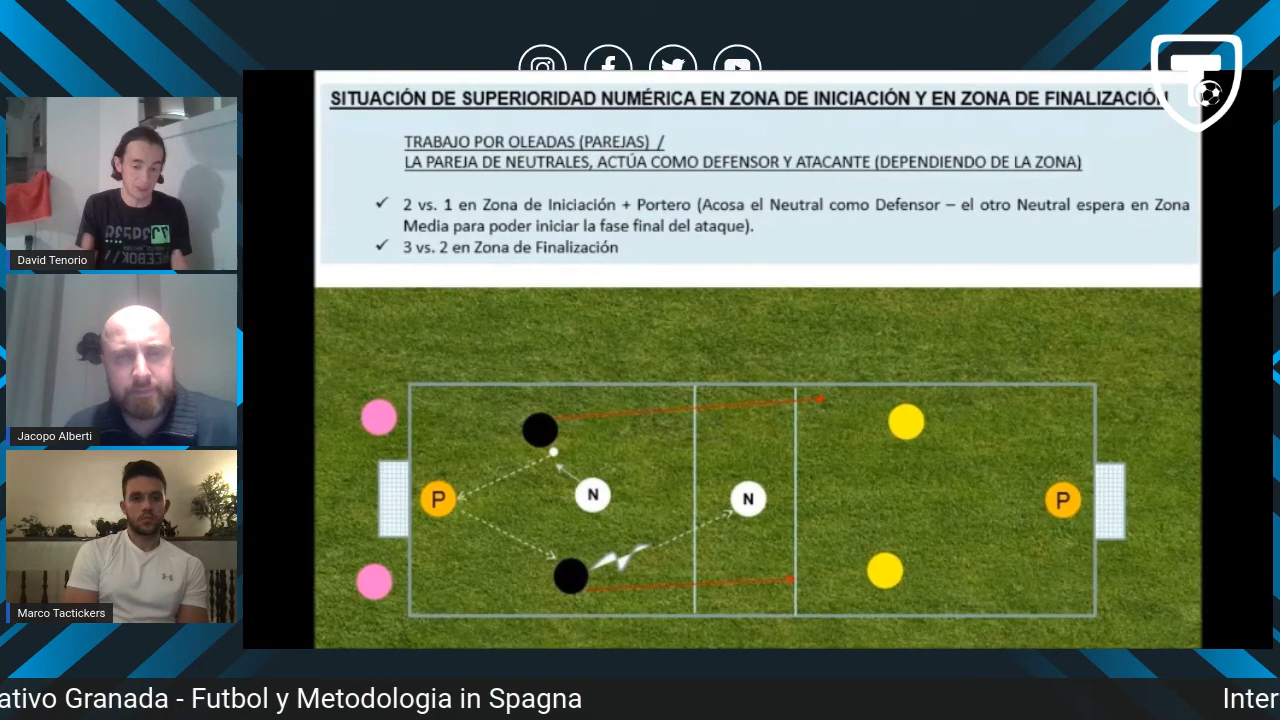 SITUACIÓN DE SUPERIORIDAD NUMÉRICA EN ZONA DE INICIACIÓN Y EN ZONA DE FINALIZACIÓN
TRABAJO POR OLEADAS (PAREJAS) /
LA PAREJA DE NEUTRALES, ACTÚA COMO DEFENSOR Y ATACANTE (DEPENDIENDO DE LA ZONA)
✓ 2 vs. 1 en Zona de Iniciación + Portero (Acosa el Neutral como Defensor – el otro Neutral espera en Zona
Media para poder iniciar la fase final del ataque).
✓ 3 vs. 2 en Zona de Finalización
David Tenorio
Jacopo Alberti
Marco Tactickers
P
N
N
P
ativo Granada - Futbol y Metodologia in Spagna
Inter